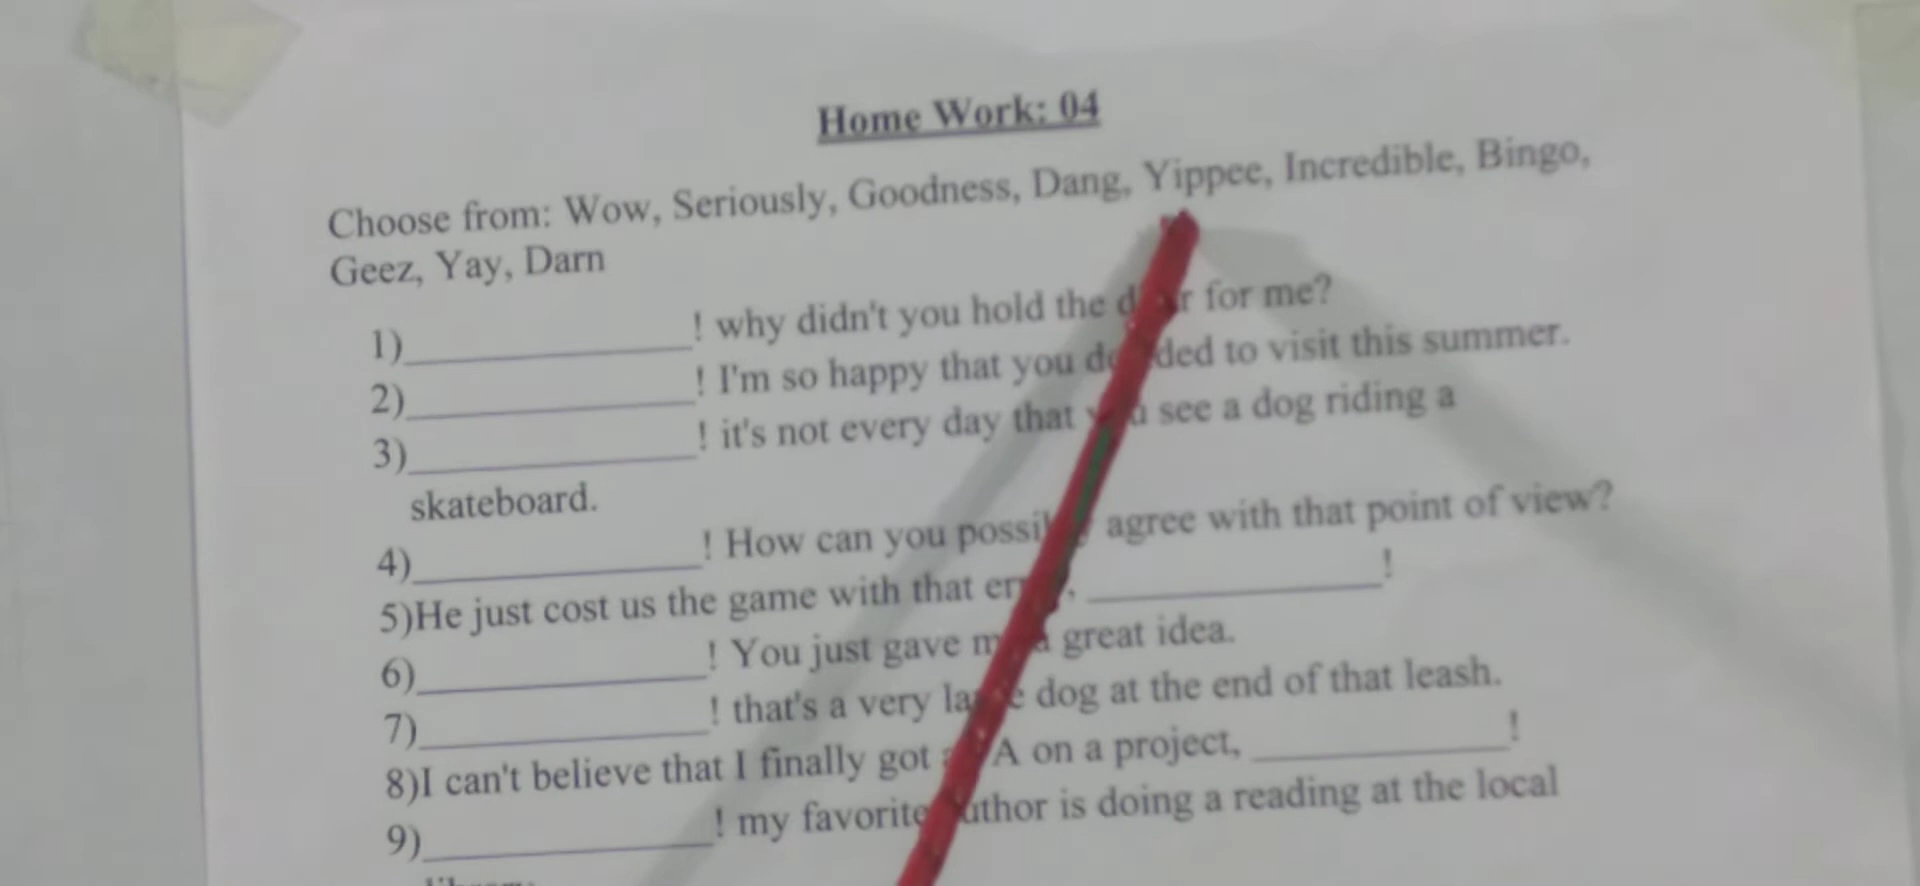 Home Work: 04
Choose from: Wow, Seriously, Goodness, Dang, Yippee, Incredible, Bingo,
Geez, Yay, Darn
1)____________! why didn't you hold the for me?
2)____________! I'm so happy that you to visit this summer.
3)____________! it's not every day that see a dog riding a
skateboard.
4)____________! How can you agree with that point of view?
5)He just cost us the game with that ____________!
6)____________! You just gave great idea.
7)____________! that's a very dog at the end of that leash.
8)I can't believe that I finally got A on a project, ____________!
9)____________! my favorite is doing a reading at the local